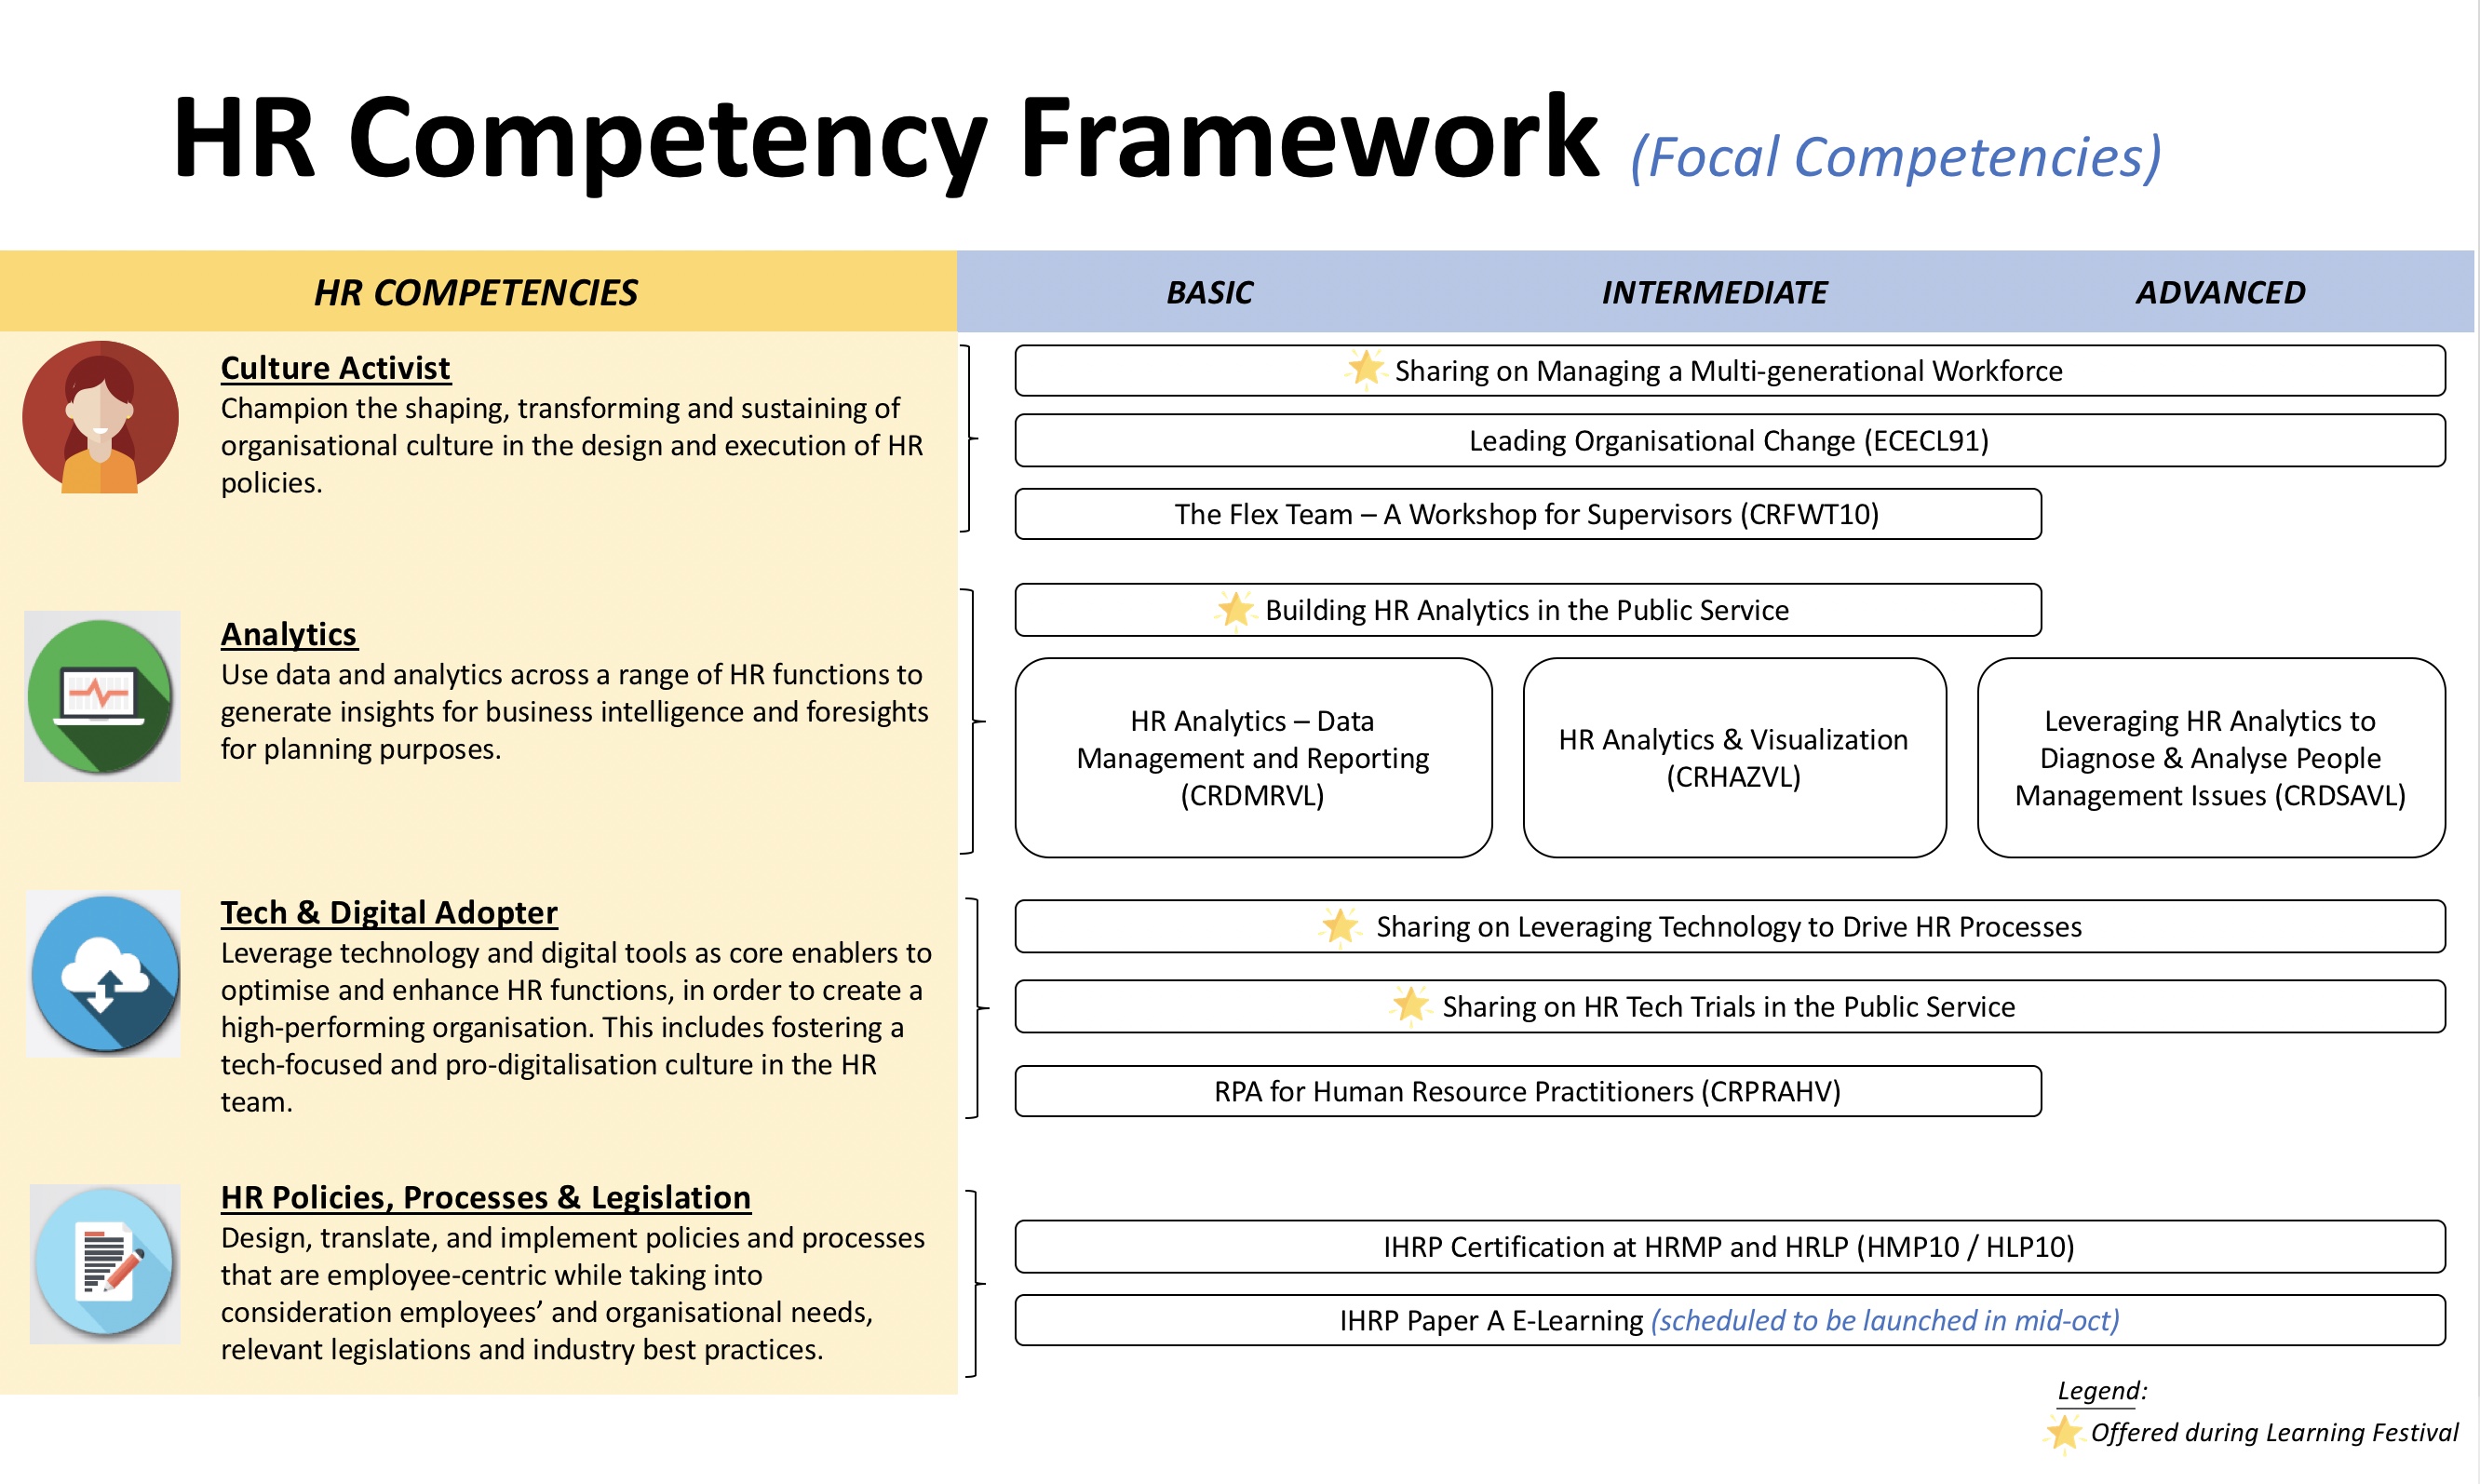 HR Competency Framework (Focal Competencies)
HR COMPETENCIES
BASIC
INTERMEDIATE
ADVANCED
Culture Activist
Champion the shaping, transforming and sustaining of
organisational culture in the design and execution of HR
policies.
Sharing on Managing a Multi-generational Workforce
Leading Organisational Change (ECECL91)
The Flex Team – A Workshop for Supervisors (CRFWT10)
Analytics
Use data and analytics across a range of HR functions to
generate insights for business intelligence and foresights
for planning purposes.
Building HR Analytics in the Public Service
HR Analytics – Data
Management and Reporting
(CRDMRVL)
HR Analytics & Visualization
(CRHAZVL)
Leveraging HR Analytics to
Diagnose & Analyse People
Management Issues (CRDSAVL)
Tech & Digital Adopter
Leverage technology and digital tools as core enablers to
optimise and enhance HR functions, in order to create a
high-performing organisation. This includes fostering a
tech-focused and pro-digitalisation culture in the HR
team.
Sharing on Leveraging Technology to Drive HR Processes
Sharing on HR Tech Trials in the Public Service
RPA for Human Resource Practitioners (CRPRAHV)
HR Policies, Processes & Legislation
Design, translate, and implement policies and processes
that are employee-centric while taking into
consideration employees’ and organisational needs,
relevant legislations and industry best practices.
IHRP Certification at HRMP and HRLP (HMP10 / HLP10)
IHRP Paper A E-Learning (scheduled to be launched in mid-oct)
Legend:
Offered during Learning Festival